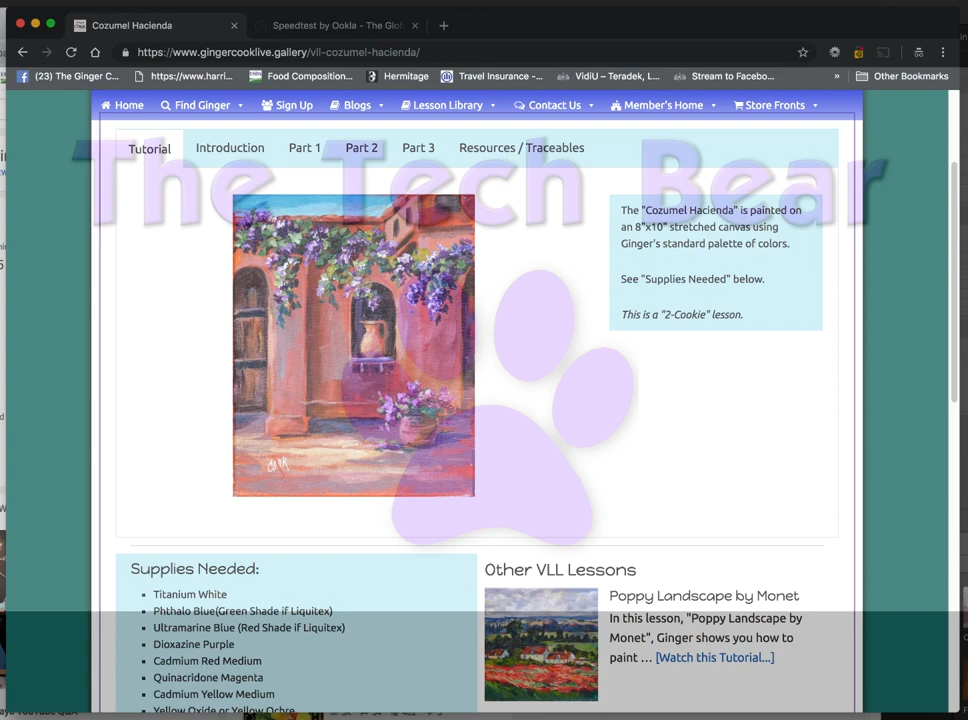 Cozumel Hacienda
Speedtest by Ookla - The Glob
https://www.gingercooklive.gallery/vll-cozumel-hacienda/
(23) The Ginger C... https://www.harri... Food Composition... Hermitage Travel Insurance -... VidiU – Teradek, L... Stream to Facebo... » Other Bookmarks
Home Find Ginger Sign Up Blogs Lesson Library Contact Us Member's Home Store Fronts
Tutorial Introduction Part 1 Part 2 Part 3 Resources / Traceables
The Tech Bear
The "Cozumel Hacienda" is painted on
an 8"x10" stretched canvas using
Ginger's standard palette of colors.
See "Supplies Needed" below.
This is a "2-Cookie" lesson.
COOK
Supplies Needed:
Titanium White
Phthalo Blue(Green Shade if Liquitex)
Ultramarine Blue (Red Shade if Liquitex)
Dioxazine Purple
Cadmium Red Medium
Quinacridone Magenta
Cadmium Yellow Medium
Yellow Oxide or Yellow Ochre
Other VLL Lessons
Poppy Landscape by Monet
In this lesson, "Poppy Landscape by
Monet", Ginger shows you how to
paint ... [Watch this Tutorial...]